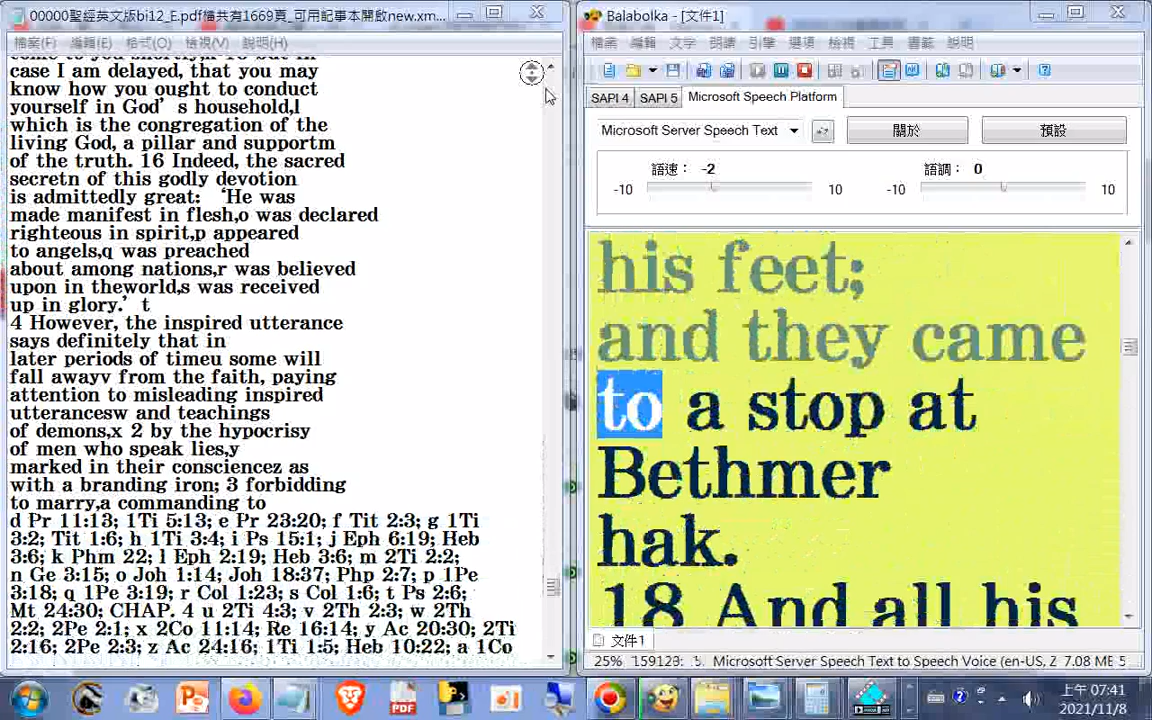 00000聖經英文版bi12_E.pdf檔共有1669頁_可用記事本開啟new.xm...
檔案(F) 編輯(E) 格式(O) 檢視(V) 說明(H)
case I am delayed, that you may
know how you ought to conduct
yourself in God’s household,l
which is the congregation of the
living God, a pillar and supportm
of the truth. 16 Indeed, the sacred
secretn of this godly devotion
is admittedly great: ‘He was
made manifest in flesh,o was declared
righteous in spirit,p appeared
to angels,q was preached
about among nations,r was believed
upon in theworld,s was received
up in glory.’ t
4 However, the inspired utterance
says definitely that in
later periods of timeu some will
fall awayv from the faith, paying
attention to misleading inspired
utterancesw and teachings
of demons,x 2 by the hypocrisy
of men who speak lies,y
marked in their consciencez as
with a branding iron; 3 forbidding
to marry,a commanding to
d Pr 11:13; 1Ti 5:13; e Pr 23:20; f Tit 2:3; g 1Ti
3:2; Tit 1:6; h 1Ti 3:4; i Ps 15:1; j Eph 6:19; Heb
3:6; k Phm 22; l Eph 2:19; Heb 3:6; m 2Ti 2:2;
n Ge 3:15; o Joh 1:14; Joh 18:37; Php 2:7; p 1Pe
3:18; q 1Pe 3:19; r Col 1:23; s Col 1:6; t Ps 2:6;
Mt 24:30; CHAP. 4 u 2Ti 4:3; v 2Th 2:3; w 2Th
2:2; 2Pe 2:1; x 2Co 11:14; Re 16:14; y Ac 20:30; 2Ti
2:16; 2Pe 2:3; z Ac 24:16; 1Ti 1:5; Heb 10:22; a 1Co
Balabolka - [文件1]
檔案 編輯 文字 朗讀 引擎 選項 檢視 工具 書籤 說明
SAPI 4 SAPI 5 Microsoft Speech Platform
Microsoft Server Speech Text 關於 預設
語速: -2 語調: 0
-10 10 -10 10
his feet;
and they came
to a stop at
Bethmer
hak.
18 And all his
文件1
25% Microsoft Server Speech Text to Speech Voice (en-US, Z 7.08 MB
上午 07:41
2021/11/8